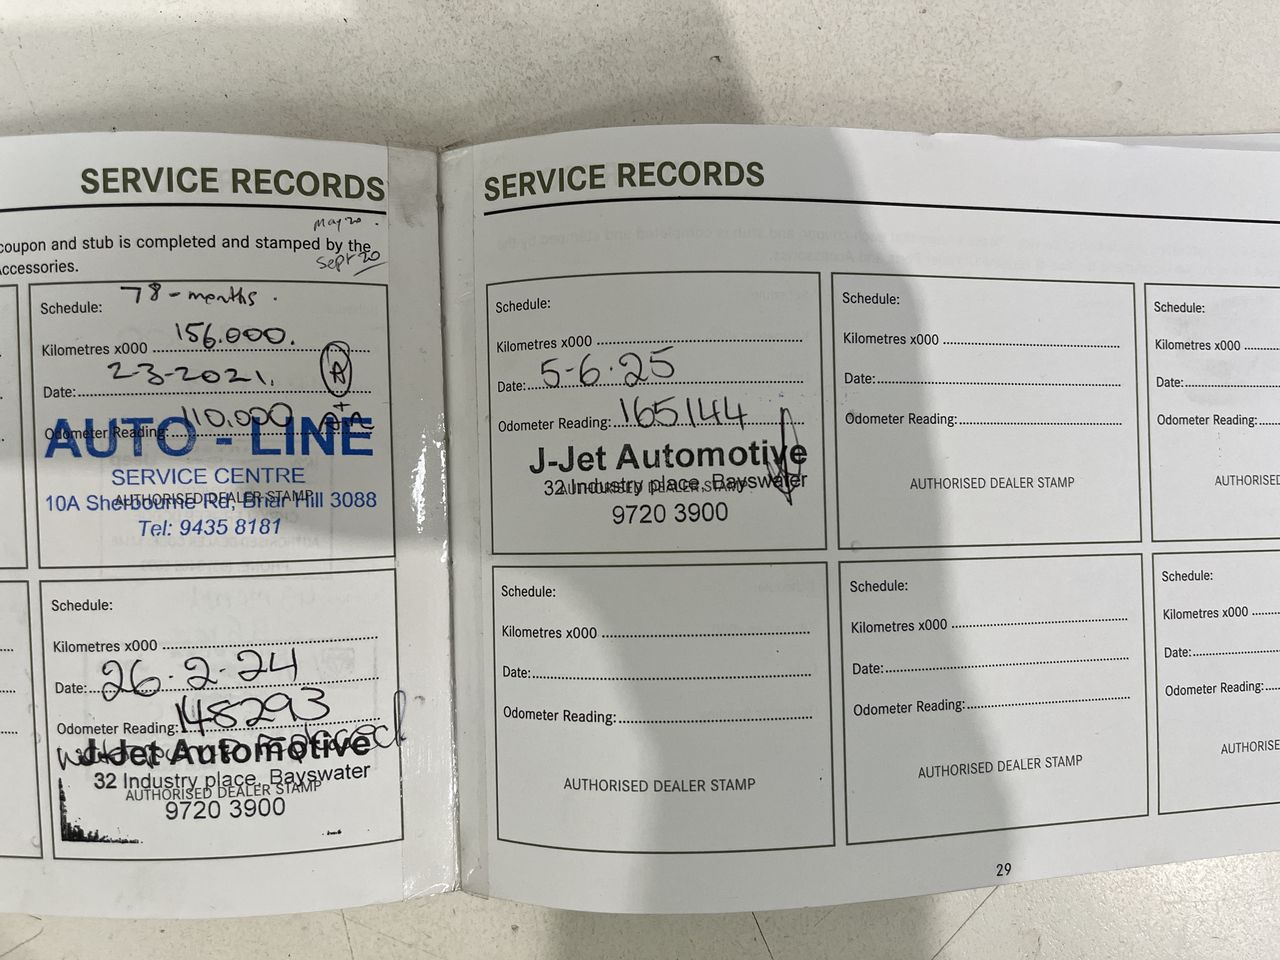 SERVICE RECORDS
May 20.
coupon and stub is completed and stamped by the
Accessories.
Sept 20
Schedule: 78-months.
Kilometres x000 156.000.
Date: 2-3-2021. A
Odometer Reading: 110.000
AUTO - LINE
SERVICE CENTRE
AUTHORISED DEALER STAMP
10A Sherbourne Rd, Briar Hill 3088
Tel: 9435 8181
Schedule:
Kilometres x000
Date: 26.2.24
Odometer Reading: 148293
replaced
J-Jet Automotive
32 Industry place, Bayswater
AUTHORISED DEALER STAMP
9720 3900
SERVICE RECORDS
Schedule:
Kilometres x000
Date: 5-6-25
Odometer Reading: 165144
J-Jet Automotive
32 Industry place, Bayswater
AUTHORISED DEALER STAMP
9720 3900
Schedule:
Kilometres x000
Date:
Odometer Reading:
AUTHORISED DEALER STAMP
Schedule:
Kilometres x000
Date:
Odometer Reading:
AUTHORISED
Schedule:
Kilometres x000
Date:
Odometer Reading:
AUTHORISED DEALER STAMP
Schedule:
Kilometres x000
Date:
Odometer Reading:
AUTHORISED DEALER STAMP
Schedule:
Kilometres x000
Date:
Odometer Reading:
AUTHORISE
29